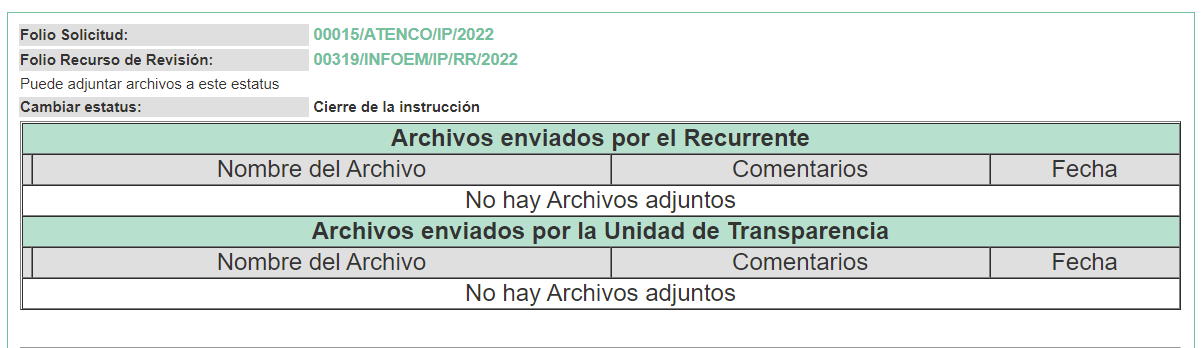 Folio Solicitud: 00015/ATENCO/IP/2022
Folio Recurso de Revisión: 00319/INFOEM/IP/RR/2022
Puede adjuntar archivos a este estatus
Cambiar estatus: Cierre de la instrucción
Archivos enviados por el Recurrente
Nombre del Archivo Comentarios Fecha
No hay Archivos adjuntos
Archivos enviados por la Unidad de Transparencia
Nombre del Archivo Comentarios Fecha
No hay Archivos adjuntos